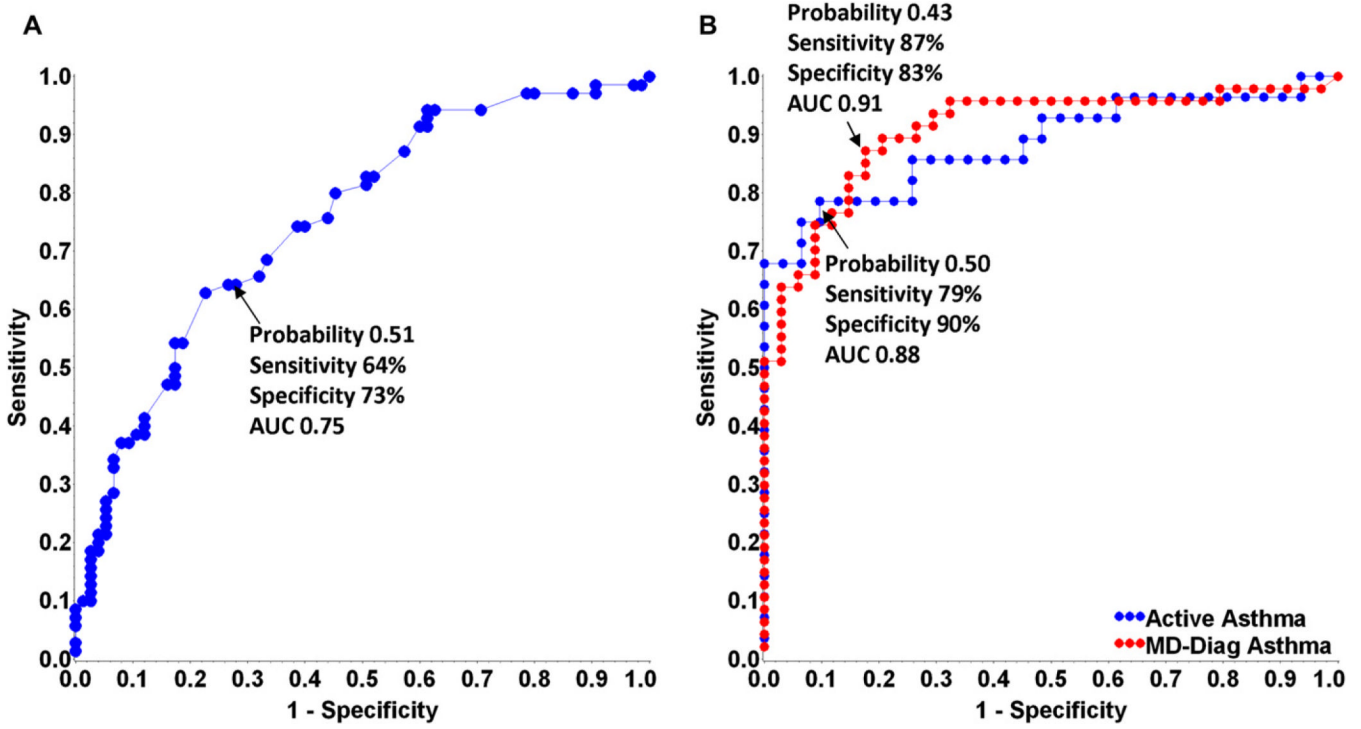 A
Sensitivity
1.0
0.9
0.8
0.7
0.6
0.5
0.4
0.3
0.2
0.1
0.0
Probability 0.51
Sensitivity 64%
Specificity 73%
AUC 0.75
0.0 0.1 0.2 0.3 0.4 0.5 0.6 0.7 0.8 0.9 1.0
1 - Specificity
B
Probability 0.43
Sensitivity 87%
Specificity 83%
AUC 0.91
Sensitivity
1.0
0.9
0.8
0.7
0.6
0.5
0.4
0.3
0.2
0.1
0.0
Probability 0.50
Sensitivity 79%
Specificity 90%
AUC 0.88
Active Asthma
MD-Diag Asthma
0.0 0.1 0.2 0.3 0.4 0.5 0.6 0.7 0.8 0.9 1.0
1 - Specificity